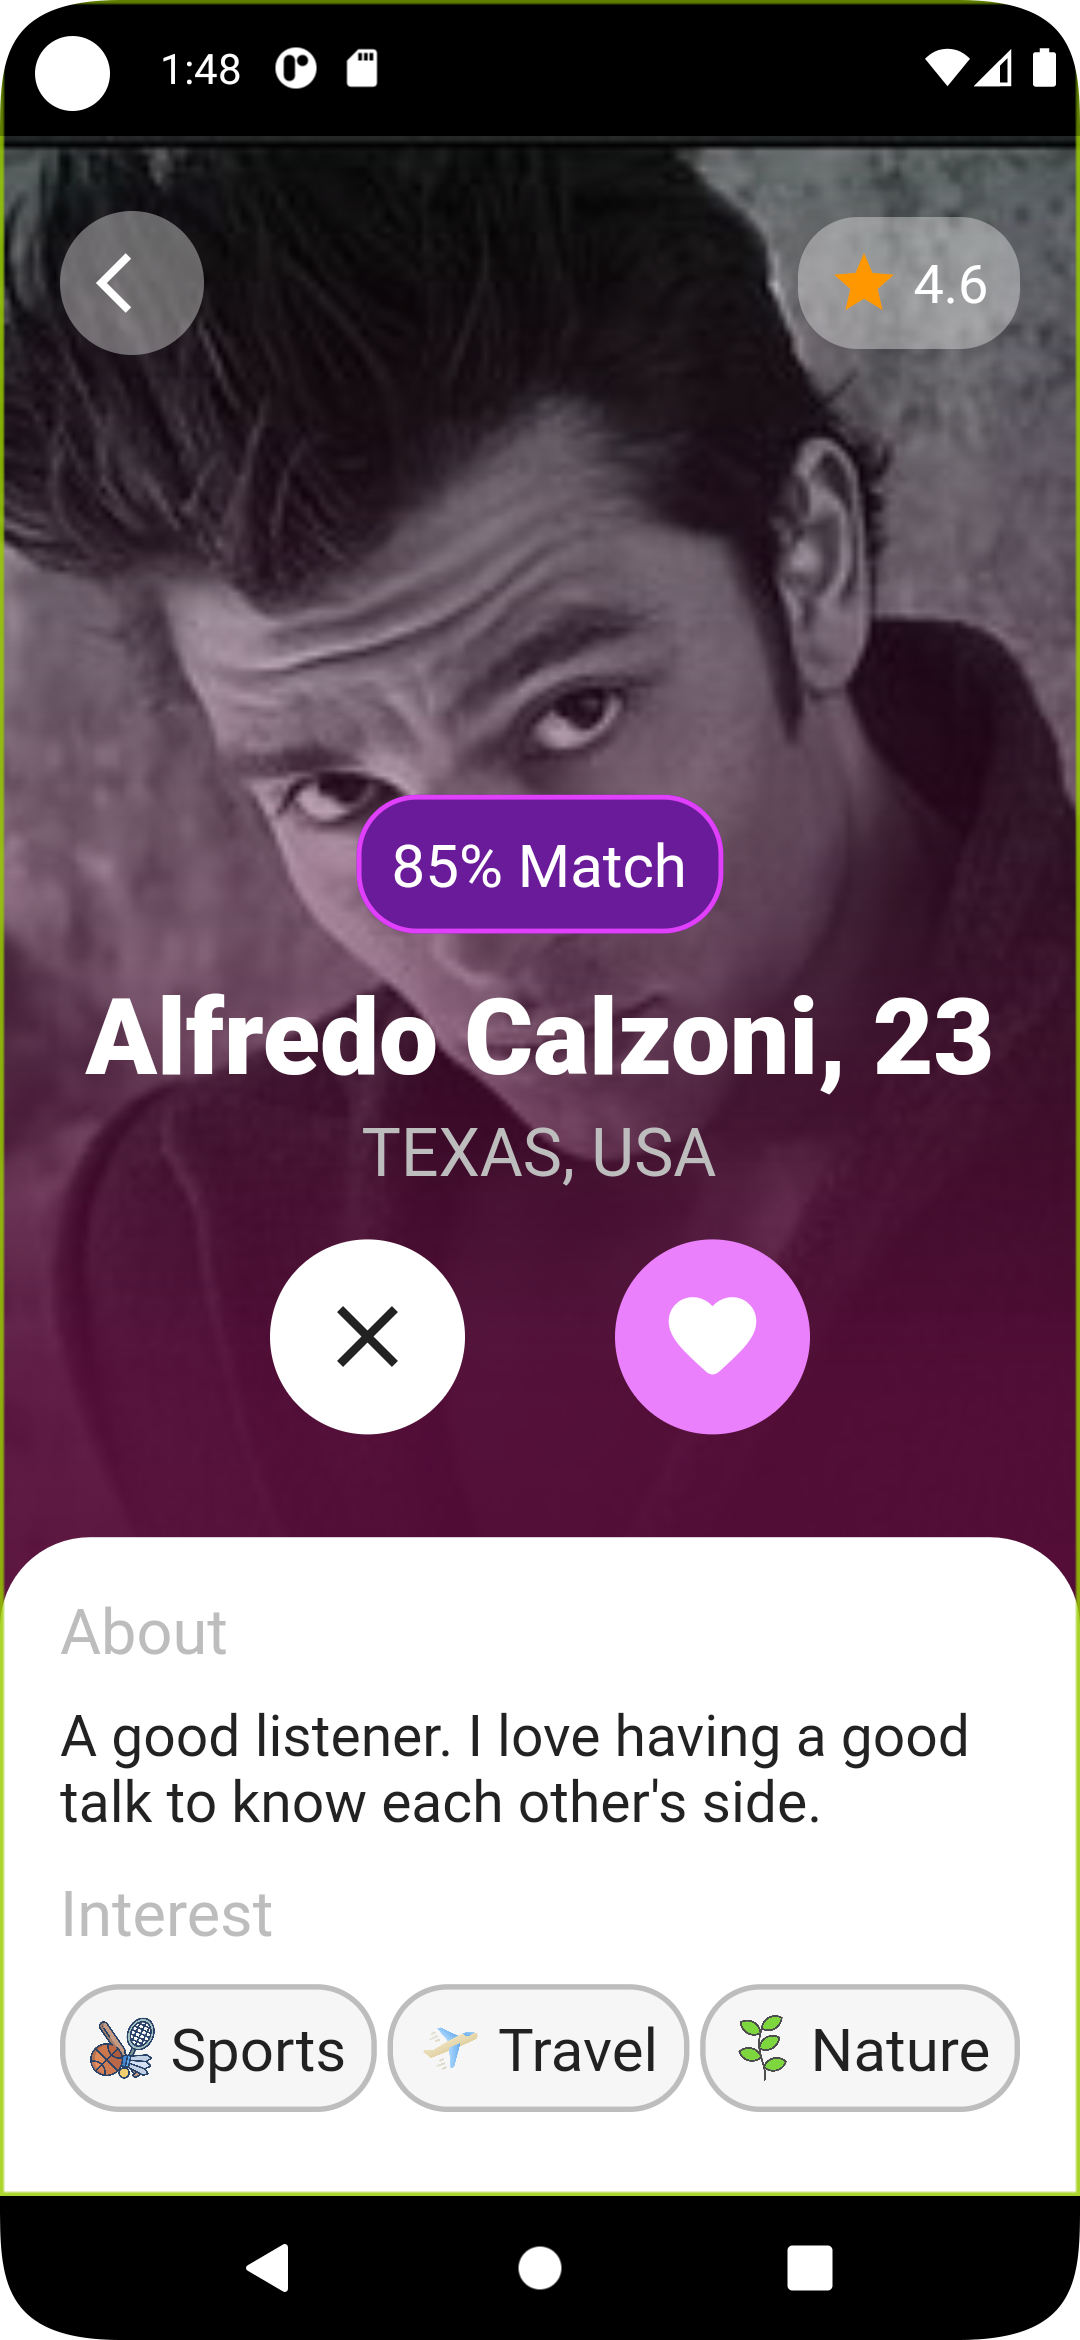 1:48
4.6
85% Match
Alfredo Calzoni, 23
TEXAS, USA
About
A good listener. I love having a good
talk to know each other's side.
Interest
Sports Travel Nature